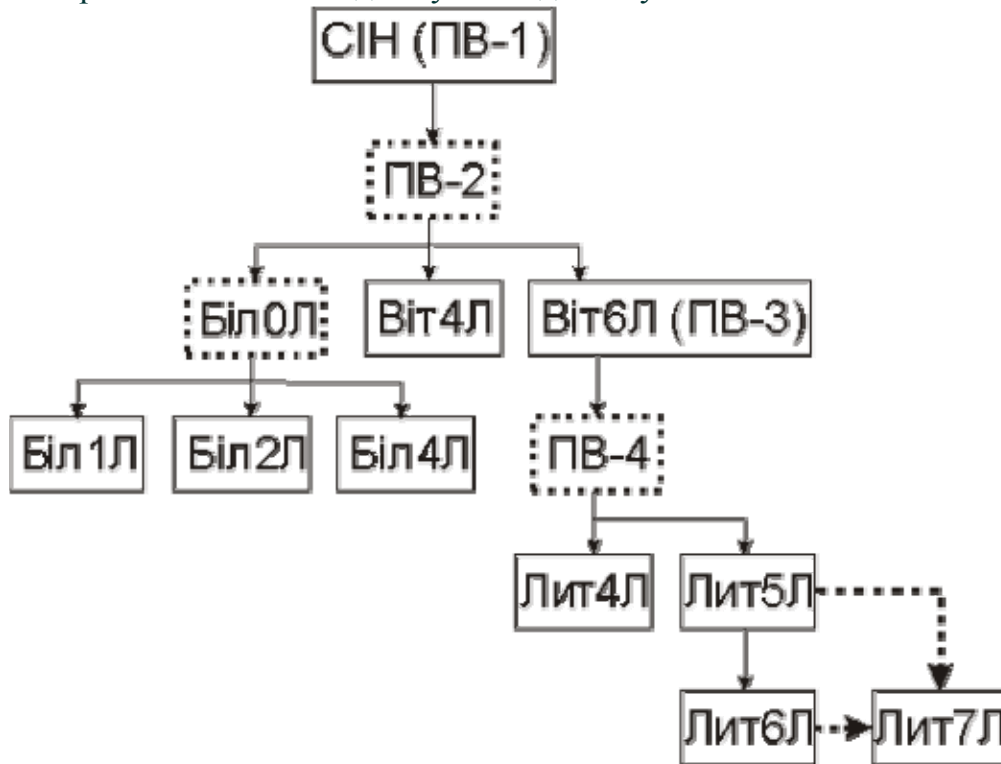 СІН (ПВ-1)
ПВ-2
Біл0Л Віт4Л Віт6Л (ПВ-3)
Біл1Л Біл2Л Біл4Л ПВ-4
Лит4Л Лит5Л
Лит6Л Лит7Л